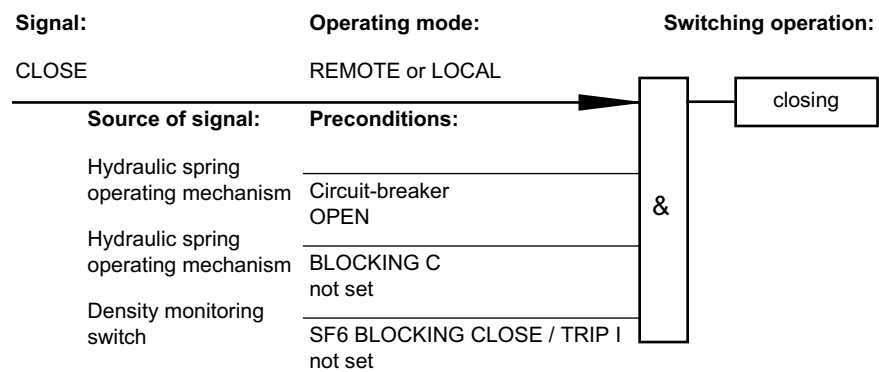 Signal: Operating mode: Switching operation:
CLOSE REMOTE or LOCAL
closing
Source of signal: Preconditions:
Hydraulic spring
operating mechanism Circuit-breaker
OPEN
&
Hydraulic spring
operating mechanism BLOCKING C
not set
Density monitoring
switch SF6 BLOCKING CLOSE / TRIP I
not set